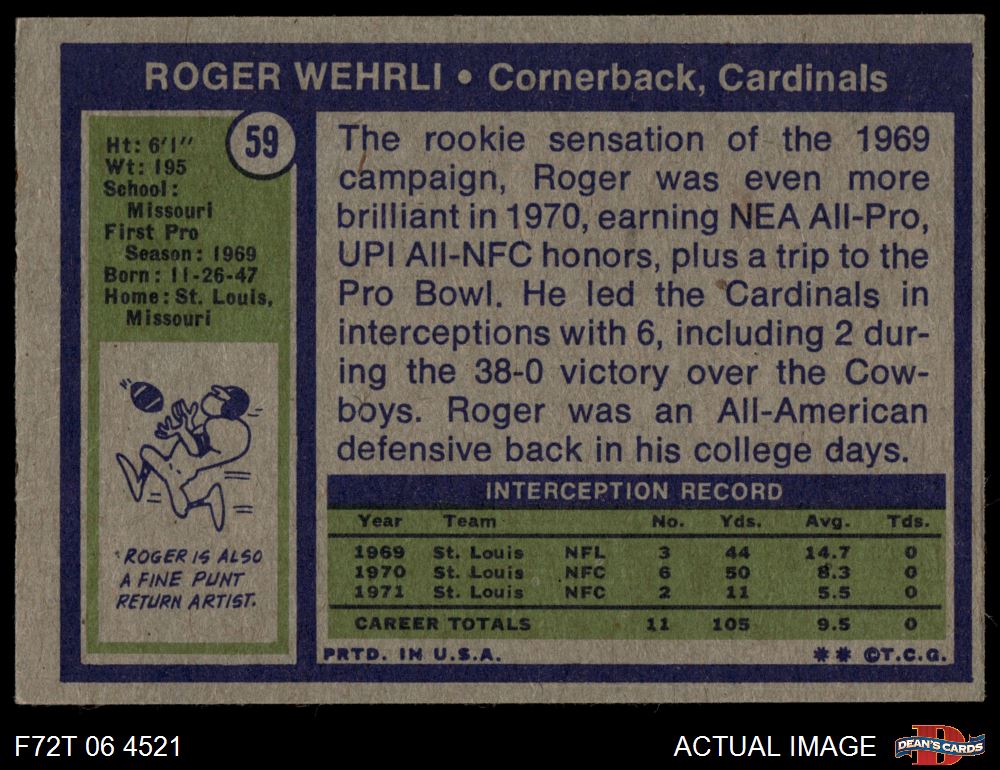 ROGER WEHRLI • Cornerback, Cardinals
59
Ht: 6'1"
Wt: 195
School:
Missouri
First Pro
Season: 1969
Born: 11-26-47
Home: St. Louis,
Missouri
ROGER IS ALSO
A FINE PUNT
RETURN ARTIST.
The rookie sensation of the 1969
campaign, Roger was even more
brilliant in 1970, earning NEA All-Pro,
UPI All-NFC honors, plus a trip to the
Pro Bowl. He led the Cardinals in
interceptions with 6, including 2 dur-
ing the 38-0 victory over the Cow-
boys. Roger was an All-American
defensive back in his college days.
INTERCEPTION RECORD
Year Team No. Yds. Avg. Tds.
1969 St. Louis NFL 3 44 14.7 0
1970 St. Louis NFC 6 50 8.3 0
1971 St. Louis NFC 2 11 5.5 0
CAREER TOTALS 11 105 9.5 0
PRTD. IN U.S.A. ** ©T.C.G.
F72T 06 4521
ACTUAL IMAGE
D
DEAN'S CARDS